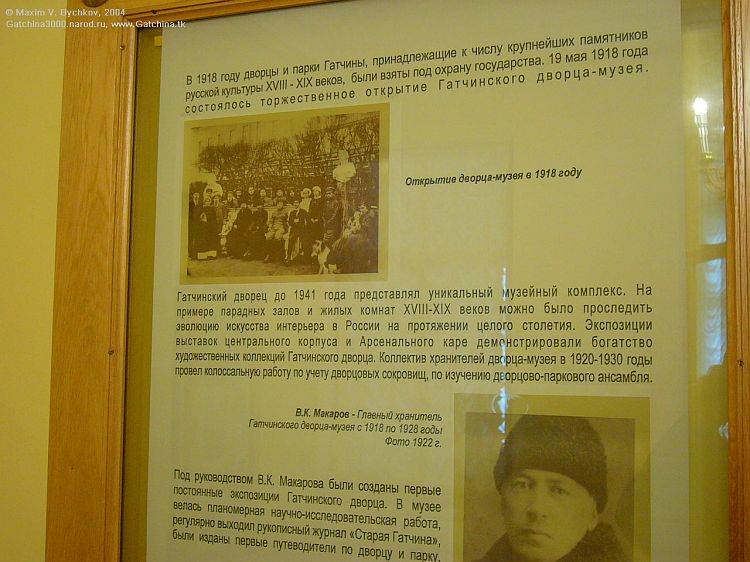 © Maxim V. Bychkov, 2004
Gatchina3000.narod.ru, www.Gatchina.tk
В 1918 году дворцы и парки Гатчины, принадлежащие к числу крупнейших памятников
русской культуры XVIII - XIX веков, были взяты под охрану государства. 19 мая 1918 года
состоялось торжественное открытие Гатчинского дворца-музея.
Открытие дворца-музея в 1918 году
Гатчинский дворец до 1941 года представлял уникальный музейный комплекс. На
примере парадных залов и жилых комнат XVIII-XIX веков можно было проследить
эволюцию искусства интерьера в России на протяжении целого столетия. Экспозиции
выставок центрального корпуса и Арсенального каре демонстрировали богатство
художественных коллекций Гатчинского дворца. Коллектив хранителей дворца-музея в 1920-1930 годы
провел колоссальную работу по учету дворцовых сокровищ, по изучению дворцово-паркового ансамбля.
В.К. Макаров - Главный хранитель
Гатчинского дворца-музея с 1918 по 1928 годы
Фото 1922 г.
Под руководством В.К. Макарова были созданы первые
постоянные экспозиции Гатчинского дворца. В музее
велась планомерная научно-исследовательская работа,
регулярно выходил рукописный журнал «Старая Гатчина»,
были изданы первые путеводители по дворцу и парку,